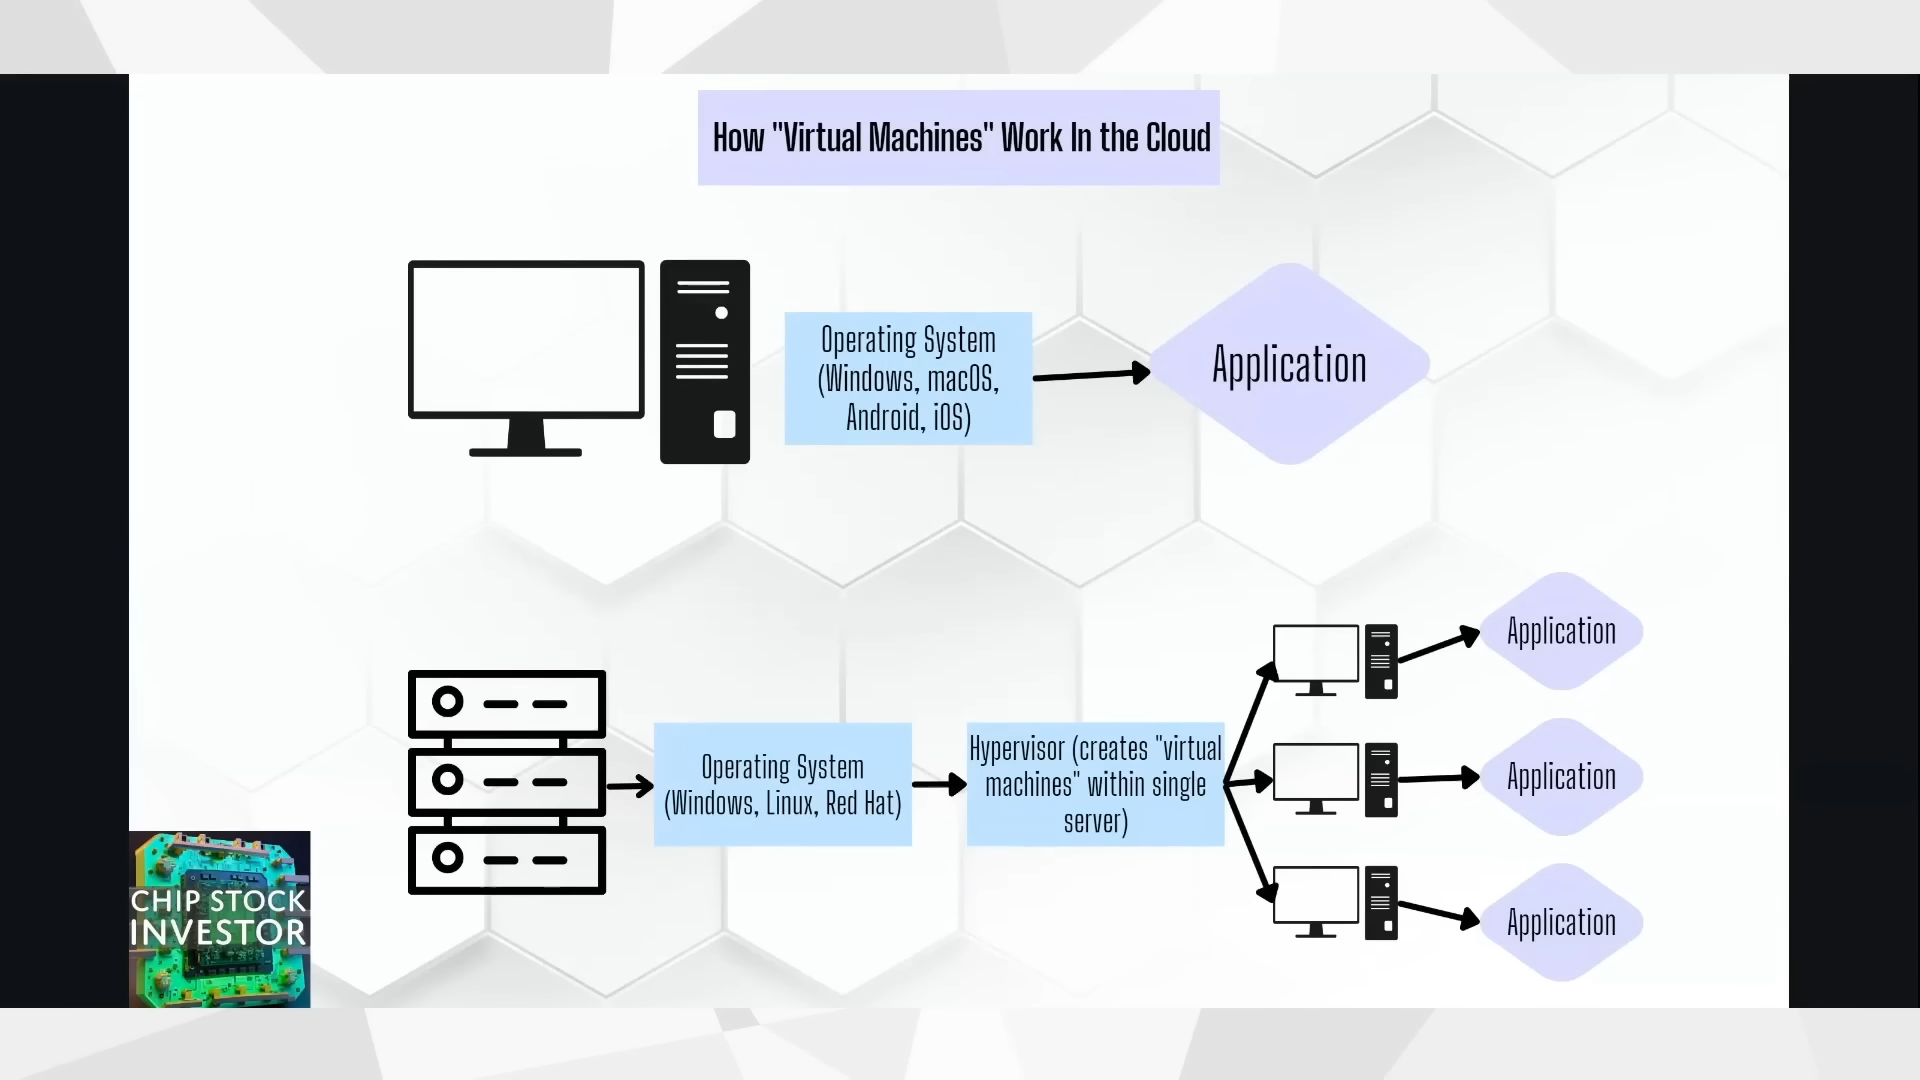 How "Virtual Machines" Work In the Cloud
Operating System
(Windows, macOS,
Android, iOS)
Application
Operating System
(Windows, Linux, Red Hat)
Hypervisor (creates "virtual
machines" within single
server)
Application
Application
Application
CHIP STOCK
INVESTOR